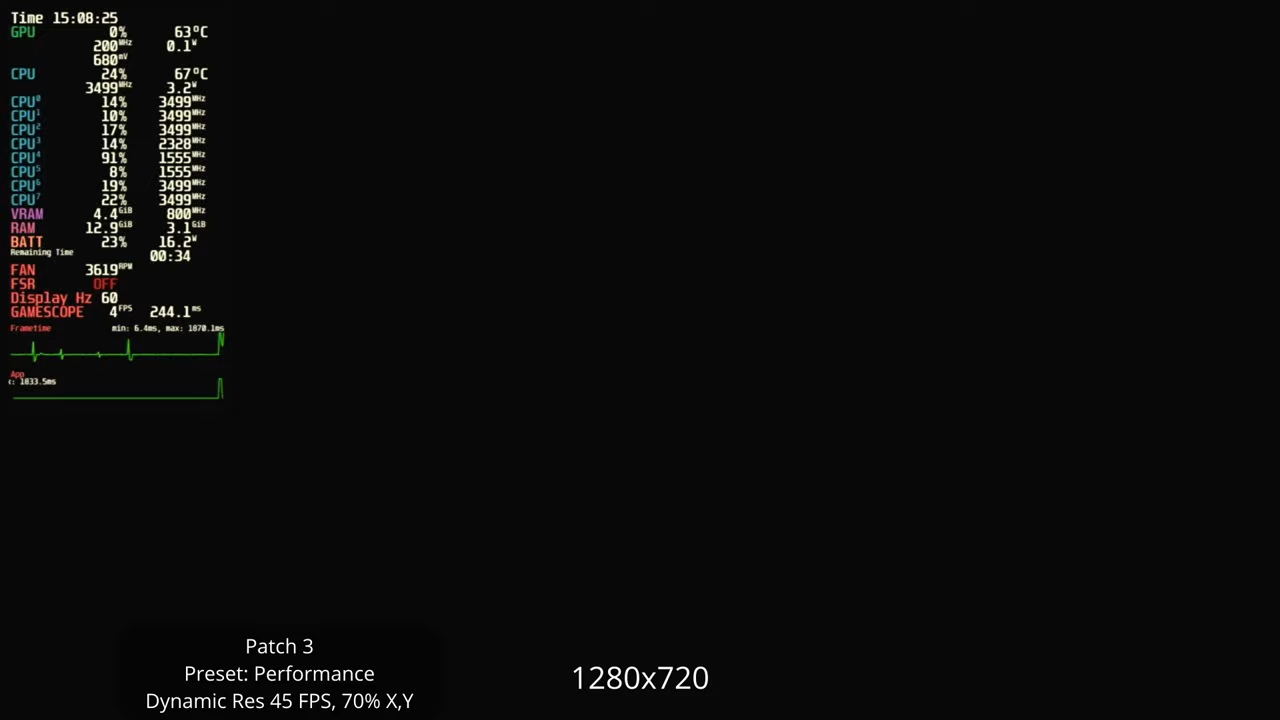 Time 15:08:25
GPU 0% 63°C
200MHz 0.1W
680mV
CPU 24% 67°C
3499MHz 3.2W
CPU0 14% 3499MHz
CPU1 10% 3499MHz
CPU2 17% 3499MHz
CPU3 14% 2328MHz
CPU4 91% 1555MHz
CPU5 8% 1555MHz
CPU6 19% 3499MHz
CPU7 22% 3499MHz
VRAM 4.4GiB 800MHz
RAM 12.9GiB 3.1GiB
BATT 23% 16.2W
Remaining Time 00:34
FAN 3619RPM
FSR OFF
Display Hz 60
GAMESCOPE 4FPS 244.1ms
Frametime min: 6.4ms, max: 1870.1ms
App
: 1833.5ms
Patch 3
Preset: Performance
Dynamic Res 45 FPS, 70% X,Y
1280x720